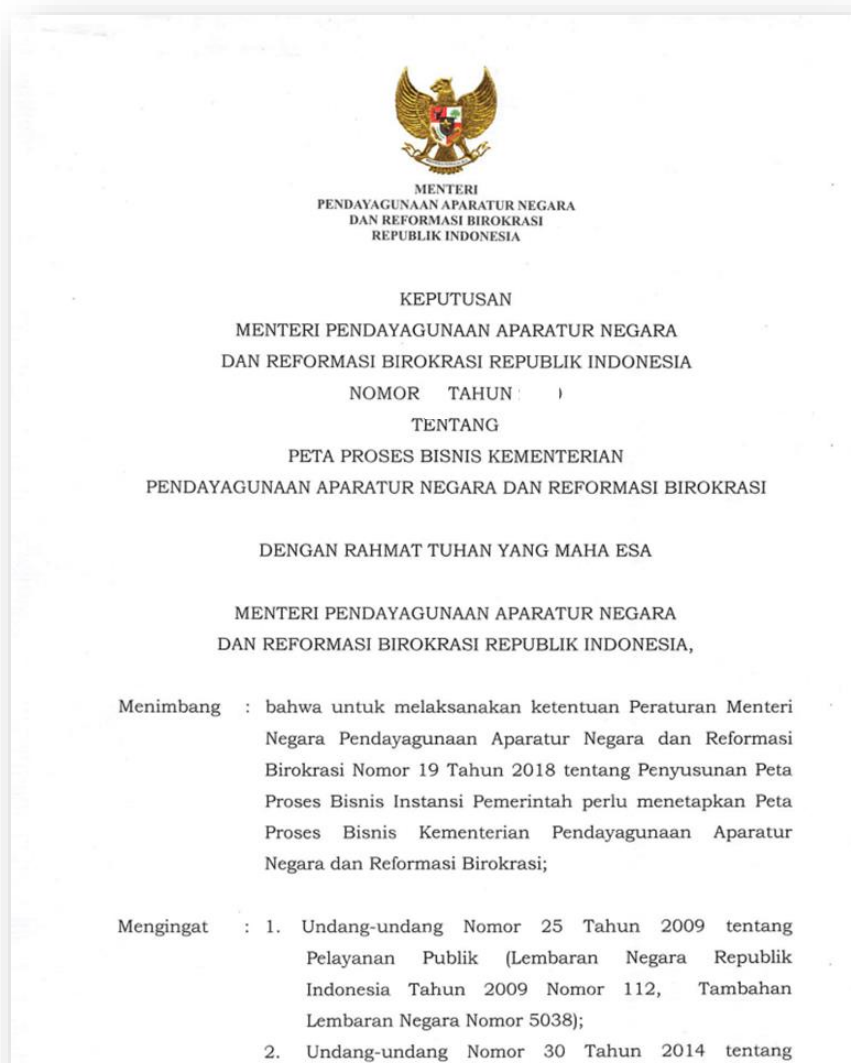 MENTERI
PENDAYAGUNAAN APARATUR NEGARA
DAN REFORMASI BIROKRASI
REPUBLIK INDONESIA
KEPUTUSAN
MENTERI PENDAYAGUNAAN APARATUR NEGARA
DAN REFORMASI BIROKRASI REPUBLIK INDONESIA
NOMOR TAHUN
TENTANG
PETA PROSES BISNIS KEMENTERIAN
PENDAYAGUNAAN APARATUR NEGARA DAN REFORMASI BIROKRASI
DENGAN RAHMAT TUHAN YANG MAHA ESA
MENTERI PENDAYAGUNAAN APARATUR NEGARA
DAN REFORMASI BIROKRASI REPUBLIK INDONESIA,
Menimbang : bahwa untuk melaksanakan ketentuan Peraturan Menteri
Negara Pendayagunaan Aparatur Negara dan Reformasi
Birokrasi Nomor 19 Tahun 2018 tentang Penyusunan Peta
Proses Bisnis Instansi Pemerintah perlu menetapkan Peta
Proses Bisnis Kementerian Pendayagunaan Aparatur
Negara dan Reformasi Birokrasi;
Mengingat : 1. Undang-undang Nomor 25 Tahun 2009 tentang
Pelayanan Publik (Lembaran Negara Republik
Indonesia Tahun 2009 Nomor 112, Tambahan
Lembaran Negara Nomor 5038);
2. Undang-undang Nomor 30 Tahun 2014 tentang